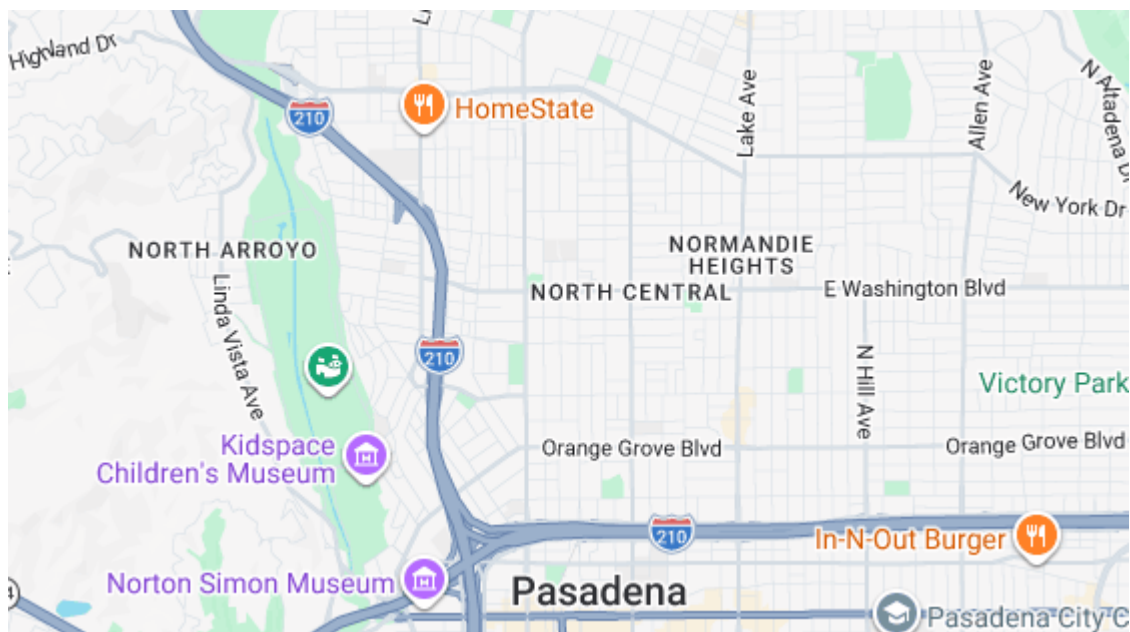 Highland Dr
210
HomeState
Lake Ave
Allen Ave
N Altadena Dr
New York Dr
NORTH ARROYO
NORMANDIE
HEIGHTS
NORTH CENTRAL
E Washington Blvd
Linda Vista Ave
210
N Hill Ave
Victory Park
Kidspace
Children's Museum
Orange Grove Blvd
Orange Grove Blvd
210
In-N-Out Burger
Norton Simon Museum
Pasadena
Pasadena City C